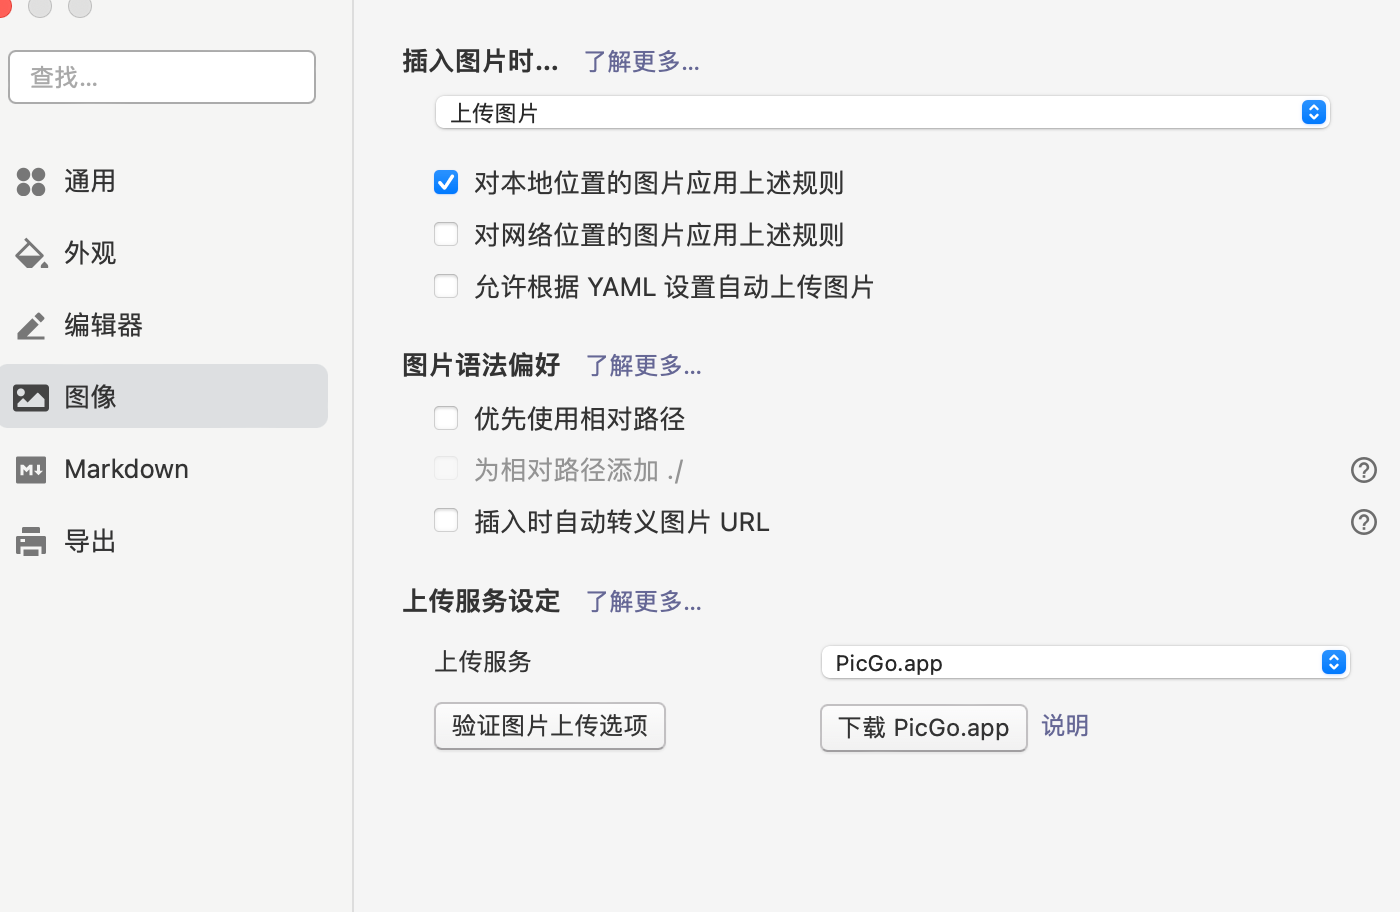 查找...
通用
外观
编辑器
图像
Markdown
导出
插入图片时... 了解更多...
上传图片
对本地位置的图片应用上述规则
对网络位置的图片应用上述规则
允许根据 YAML 设置自动上传图片
图片语法偏好 了解更多...
优先使用相对路径
为相对路径添加 ./
插入时自动转义图片 URL
上传服务设定 了解更多...
上传服务 PicGo.app
验证图片上传选项 下载 PicGo.app 说明